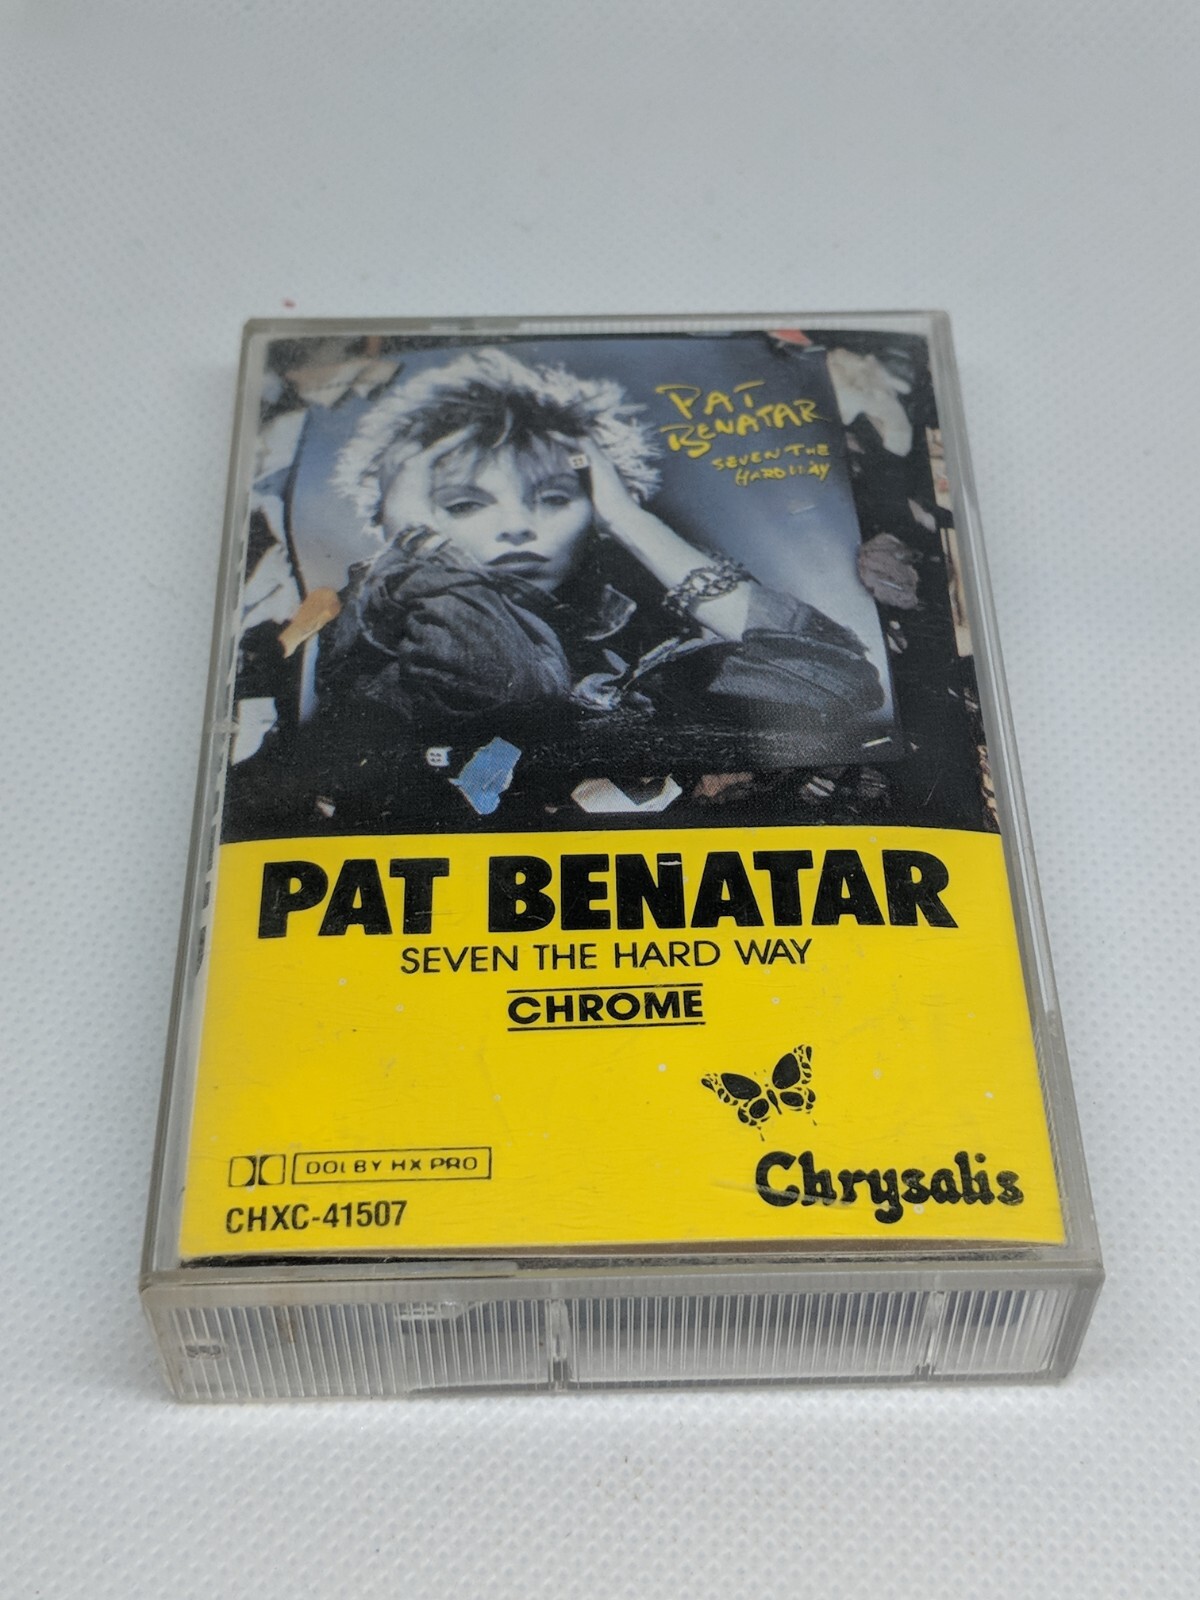 PAT
BENATAR
SEVEN THE
HARD WAY
PAT BENATAR
SEVEN THE HARD WAY
CHROME
DOLBY HX PRO
CHXC-41507
Chrysalis